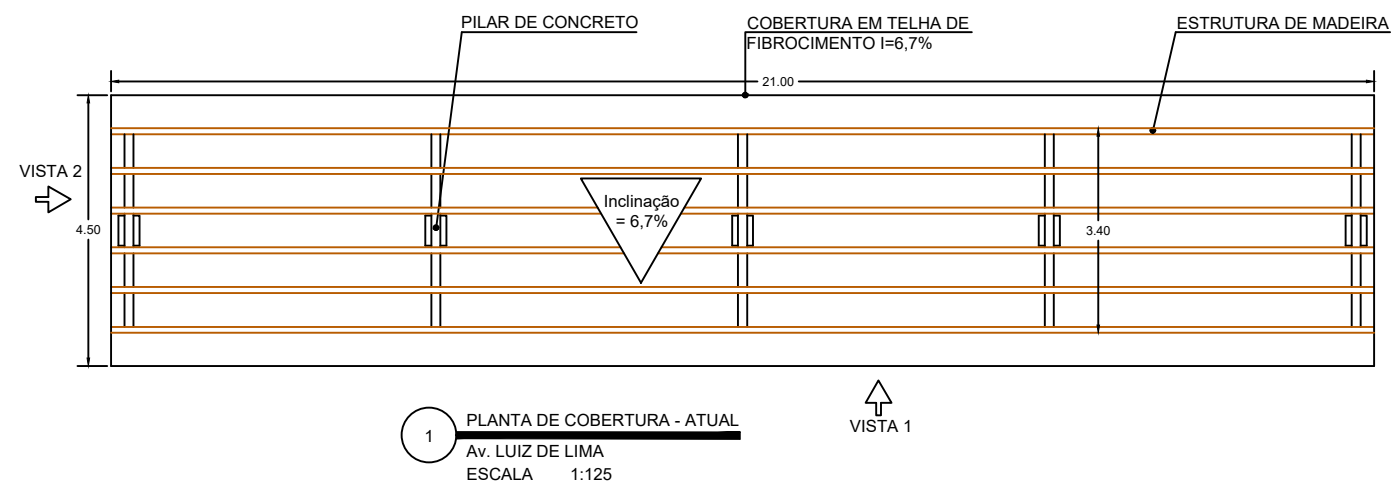 PILAR DE CONCRETO
COBERTURA EM TELHA DE
FIBROCIMENTO I=6,7%
ESTRUTURA DE MADEIRA
21.00
VISTA 2
4.50
Inclinação
= 6,7%
3.40
VISTA 1
1
PLANTA DE COBERTURA - ATUAL
Av. LUIZ DE LIMA
ESCALA 1:125